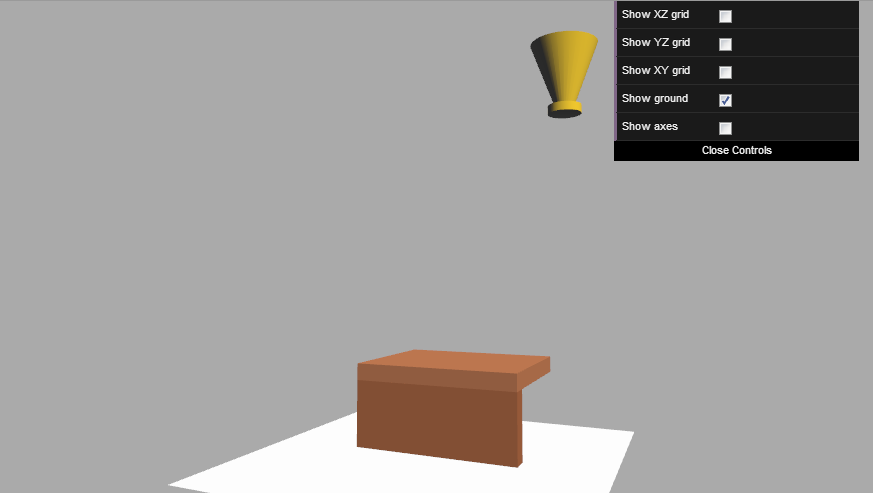 Show XZ grid
Show YZ grid
Show XY grid
Show ground
Show axes
Close Controls